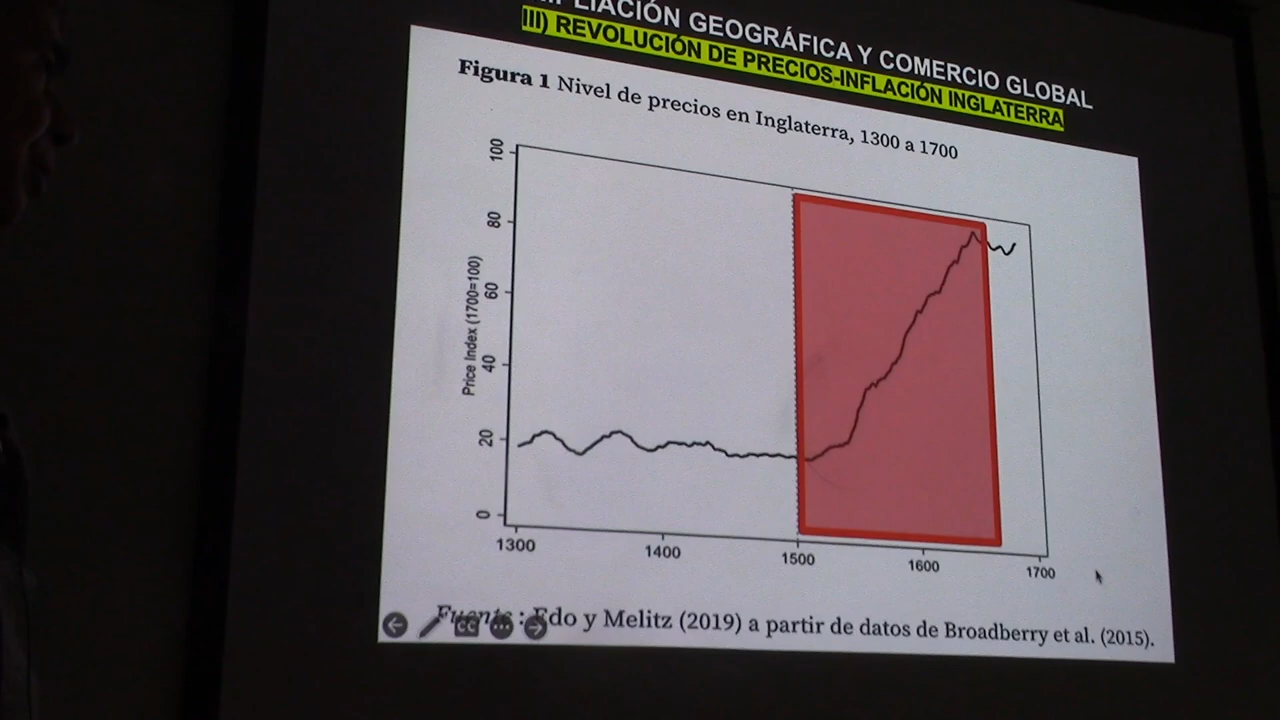 GEOGRÁFICA Y COMERCIO GLOBAL
III) REVOLUCIÓN DE PRECIOS-INFLACIÓN INGLATERRA
Figura 1 Nivel de precios en Inglaterra, 1300 a 1700
100
80
60
40
20
0
Price Index (1700=100)
1300 1400 1500 1600 1700
Fuente: Edo y Melitz (2019) a partir de datos de Broadberry et al. (2015).
CC